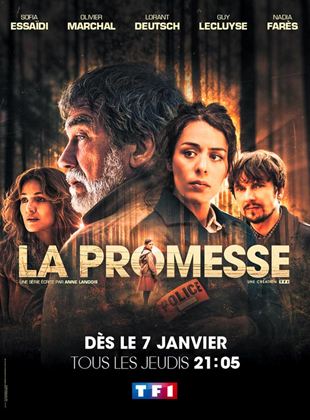 SOFIA ESSAÏDI
OLIVIER MARCHAL
LORÀNT DEUTSCH
GUY LECLUYSE
NADIA FARÈS
LA PROMESSE
UNE SÉRIE ÉCRITE PAR ANNE LANDOIS
UNE CRÉATION TF1
POLICE
DÈS LE 7 JANVIER
TOUS LES JEUDIS 21:05
TF1